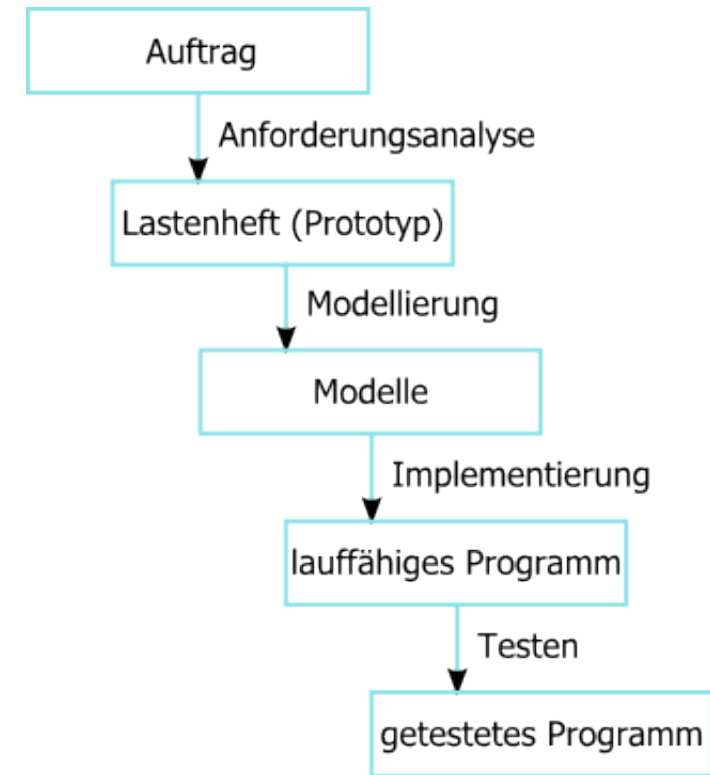 Auftrag
Anforderungsanalyse
Lastenheft (Prototyp)
Modellierung
Modelle
Implementierung
lauffähiges Programm
Testen
getestetes Programm